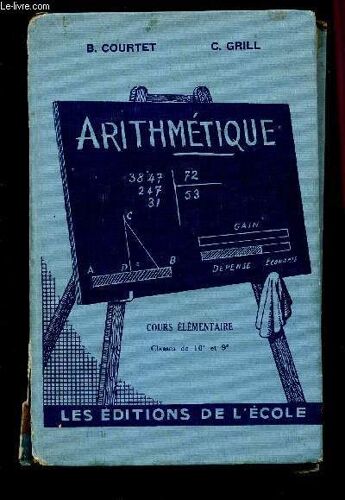 Le-livre.com
B. COURTET C. GRILL
ARITHMÉTIQUE
38'47 72
247 53
31
C
GAIN
A D B
DEPENSE Économie
COURS ÉLÉMENTAIRE
Classes de 10e et 9e
LES ÉDITIONS DE L'ÉCOLE